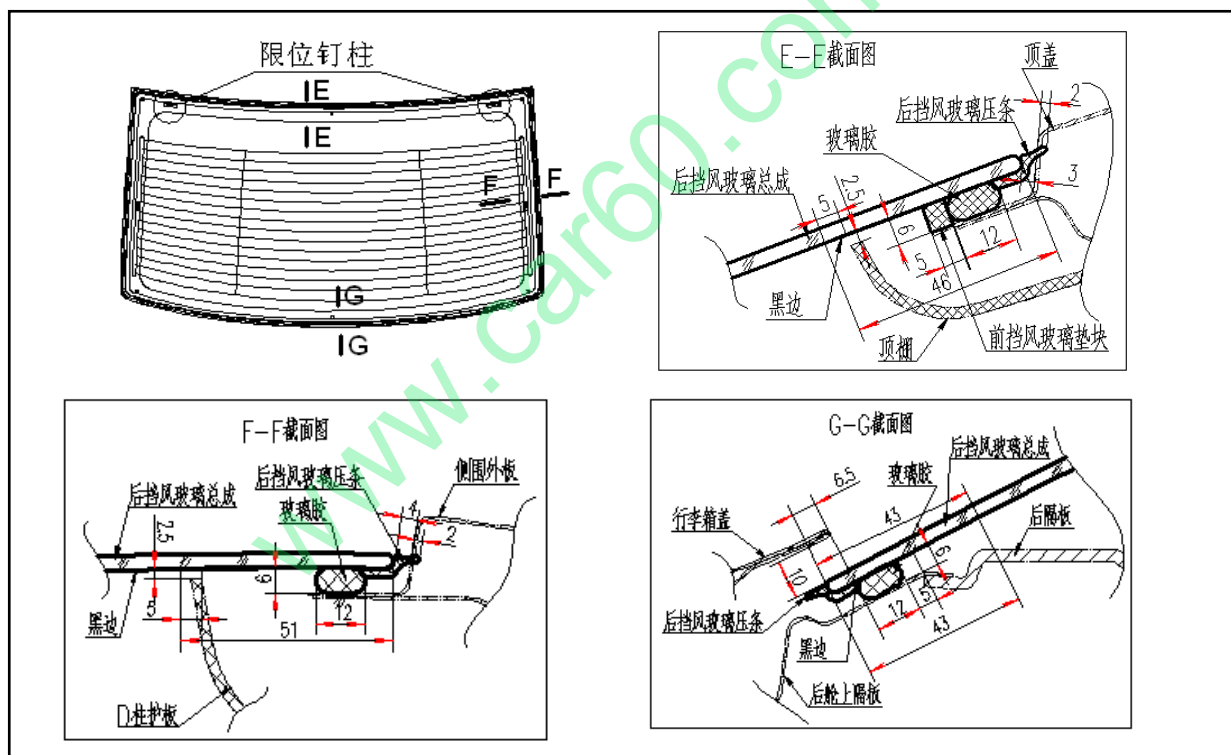 限位钉柱
E
E
F
F
G
G
E-E截面图
顶盖
后挡风玻璃压条
2
玻璃胶
后挡风玻璃总成
5
2.5
3
6
12
5
46
黑边
顶棚
前挡风玻璃垫块
F-F截面图
后挡风玻璃压条
侧围外板
后挡风玻璃总成
玻璃胶
4
2
2.5
6
黑边
5
12
51
D柱护板
G-G截面图
后挡风玻璃总成
玻璃胶
6.5
43
行李箱盖
后隔板
10
6
后挡风玻璃压条
12
5
43
黑边
后舱上隔板
www.car60.com